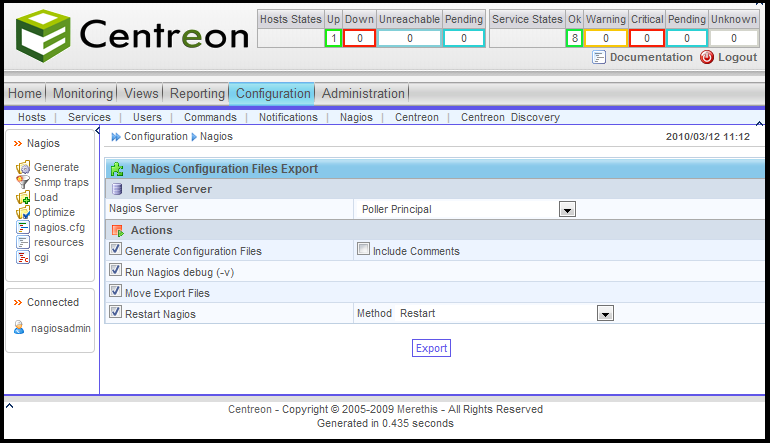 Centreon
Hosts States Up Down Unreachable Pending
1 0 0 0
Service States Ok Warning Critical Pending Unknown
8 0 0 0 0
Documentation Logout
Home Monitoring Views Reporting Configuration Administration
Hosts | Services | Users | Commands | Notifications | Nagios | Centreon | Centreon Discovery
Nagios
Generate
Snmp traps
Load
Optimize
nagios.cfg
resources
cgi
Connected
nagiosadmin
Configuration Nagios 2010/03/12 11:12
Nagios Configuration Files Export
Implied Server
Nagios Server Poller Principal
Actions
Generate Configuration Files Include Comments
Run Nagios debug (-v)
Move Export Files
Restart Nagios Method Restart
Export
Centreon - Copyright © 2005-2009 Merethis - All Rights Reserved
Generated in 0.435 seconds